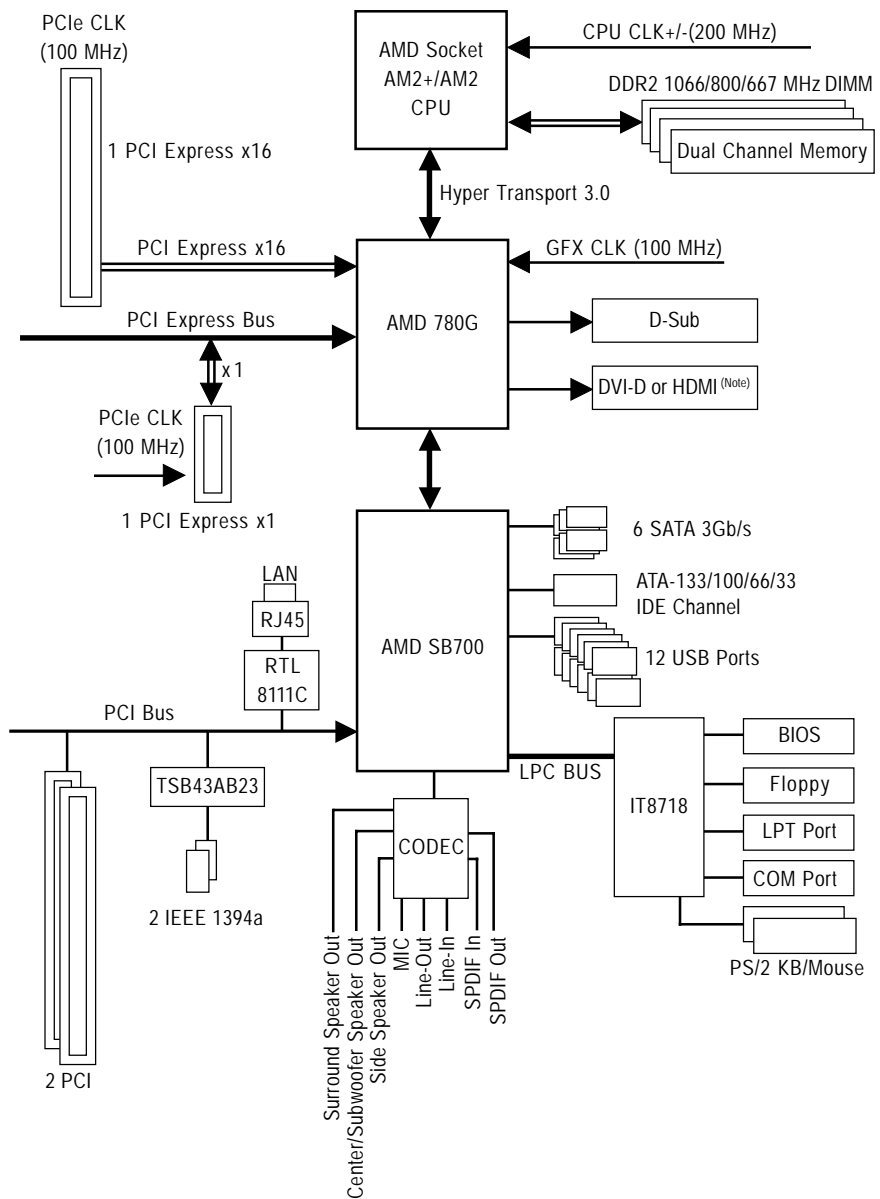 PCIe CLK
(100 MHz)
AMD Socket
AM2+/AM2
CPU
CPU CLK+/-(200 MHz)
DDR2 1066/800/667 MHz DIMM
Dual Channel Memory
1 PCI Express x16
Hyper Transport 3.0
PCI Express x16
GFX CLK (100 MHz)
PCI Express Bus
AMD 780G
D-Sub
x1
DVI-D or HDMI (Note)
PCIe CLK
(100 MHz)
1 PCI Express x1
6 SATA 3Gb/s
LAN
RJ45
ATA-133/100/66/33
IDE Channel
AMD SB700
RTL
8111C
12 USB Ports
PCI Bus
BIOS
LPC BUS
TSB43AB23
IT8718
Floppy
CODEC
LPT Port
COM Port
2 IEEE 1394a
PS/2 KB/Mouse
Surround Speaker Out
Center/Subwoofer Speaker Out
Side Speaker Out
MIC
Line-Out
Line-In
SPDIF In
SPDIF Out
2 PCI